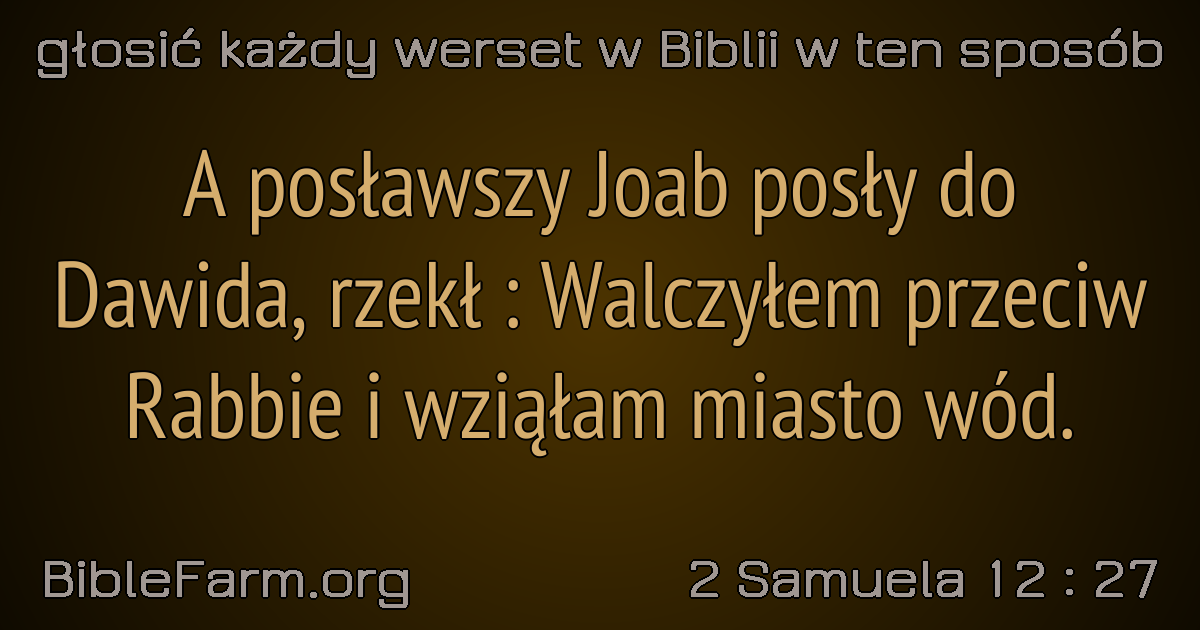 głosić każdy werset w Biblii w ten sposób
A posławszy Joab posły do
Dawida, rzekł : Walczyłem przeciw
Rabbie i wziąłam miasto wód.
BibleFarm.org
2 Samuela 12 : 27